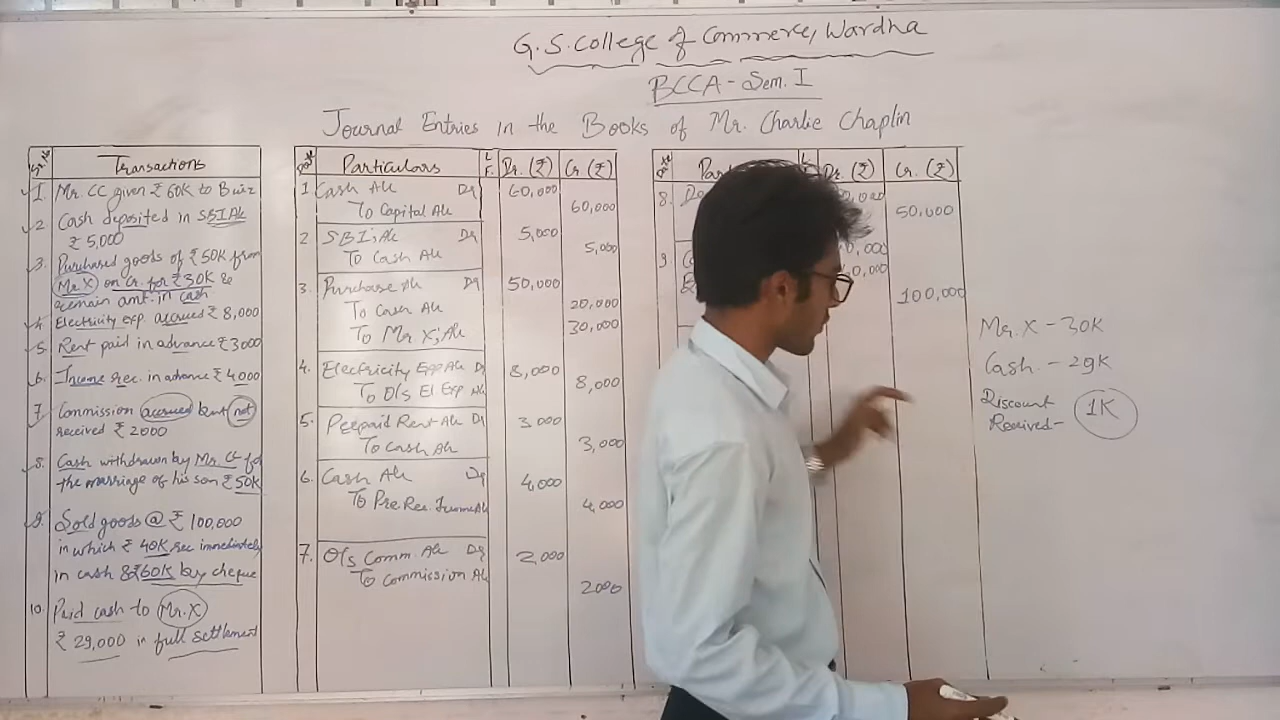 G.S. College of Commerce, Wardha
BCCA - Sem. I
Journal Entries in the Books of Mr. Charlie Chaplin
Sr. No Transactions
1. Mr. CC given ₹ 60K to Buiz
2. Cash deposited in SBI A/c
₹ 5,000
3. Purchased goods of ₹ 50K from
Mr. X on Cr. for ₹ 30K &
remain amt. in cash
4. Electricity exp. accrued ₹ 8,000
5. Rent paid in advance ₹ 3000
6. Income rec. in advance ₹ 4000
7. Commission accrued but not
received ₹ 2000
8. Cash withdrawn by Mr. CC for
the marriage of his son ₹ 50K
9. Sold goods @ ₹ 100,000
in which ₹ 40K rec immediately
in cash & ₹ 60K buy cheque
10. Paid cash to Mr. X
₹ 29,000 in full settlement
Date Particulars L F. Dr. (₹) Cr (₹)
1 Cash A/c Dr 60,000
To Capital A/c 60,000
2 SBI's A/c Dr 5,000
To Cash A/c 5,000
3. Purchase A/c Dr 50,000
To Cash A/c 20,000
To Mr X's A/c 30,000
4. Electricity Exp A/c Dr 8,000
To O/s El Exp A/c 8,000
5. Prepaid Rent A/c Dr 3000
To Cash A/c 3,000
6. Cash A/c Dr 4,000
To Pre Rec. Income A/c 4,000
7. O/s Comm. A/c Dr 2,000
To Commission A/c 2000
Date Dr. (₹) Cr. (₹)
8.
50,000
9.
100,000
Mr. X - 30K
Cash - 29K
Discount
Received - 1K